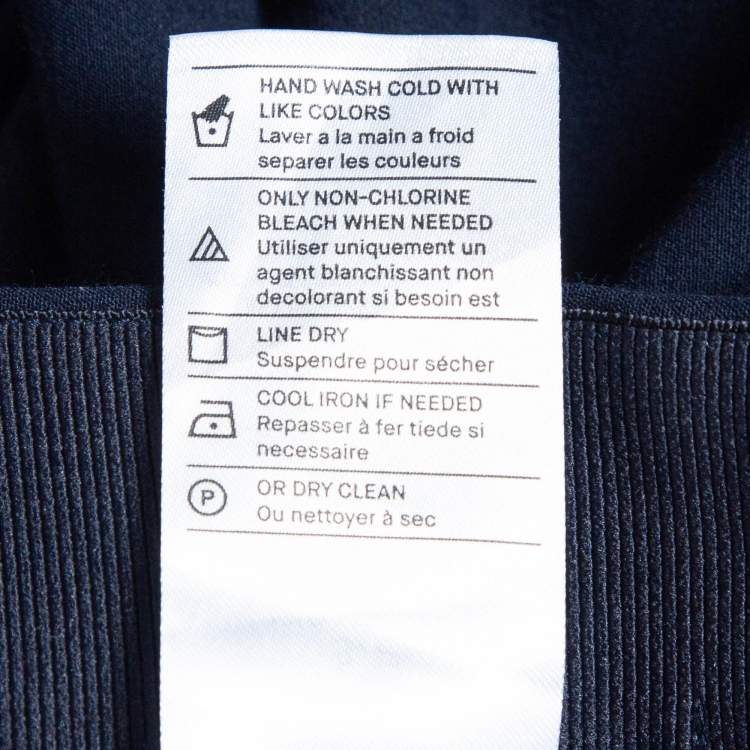 HAND WASH COLD WITH
LIKE COLORS
Laver a la main a froid
separer les couleurs
ONLY NON-CHLORINE
BLEACH WHEN NEEDED
Utiliser uniquement un
agent blanchissant non
decolorant si besoin est
LINE DRY
Suspendre pour sécher
COOL IRON IF NEEDED
Repasser à fer tiede si
necessaire
P
OR DRY CLEAN
Ou nettoyer à sec